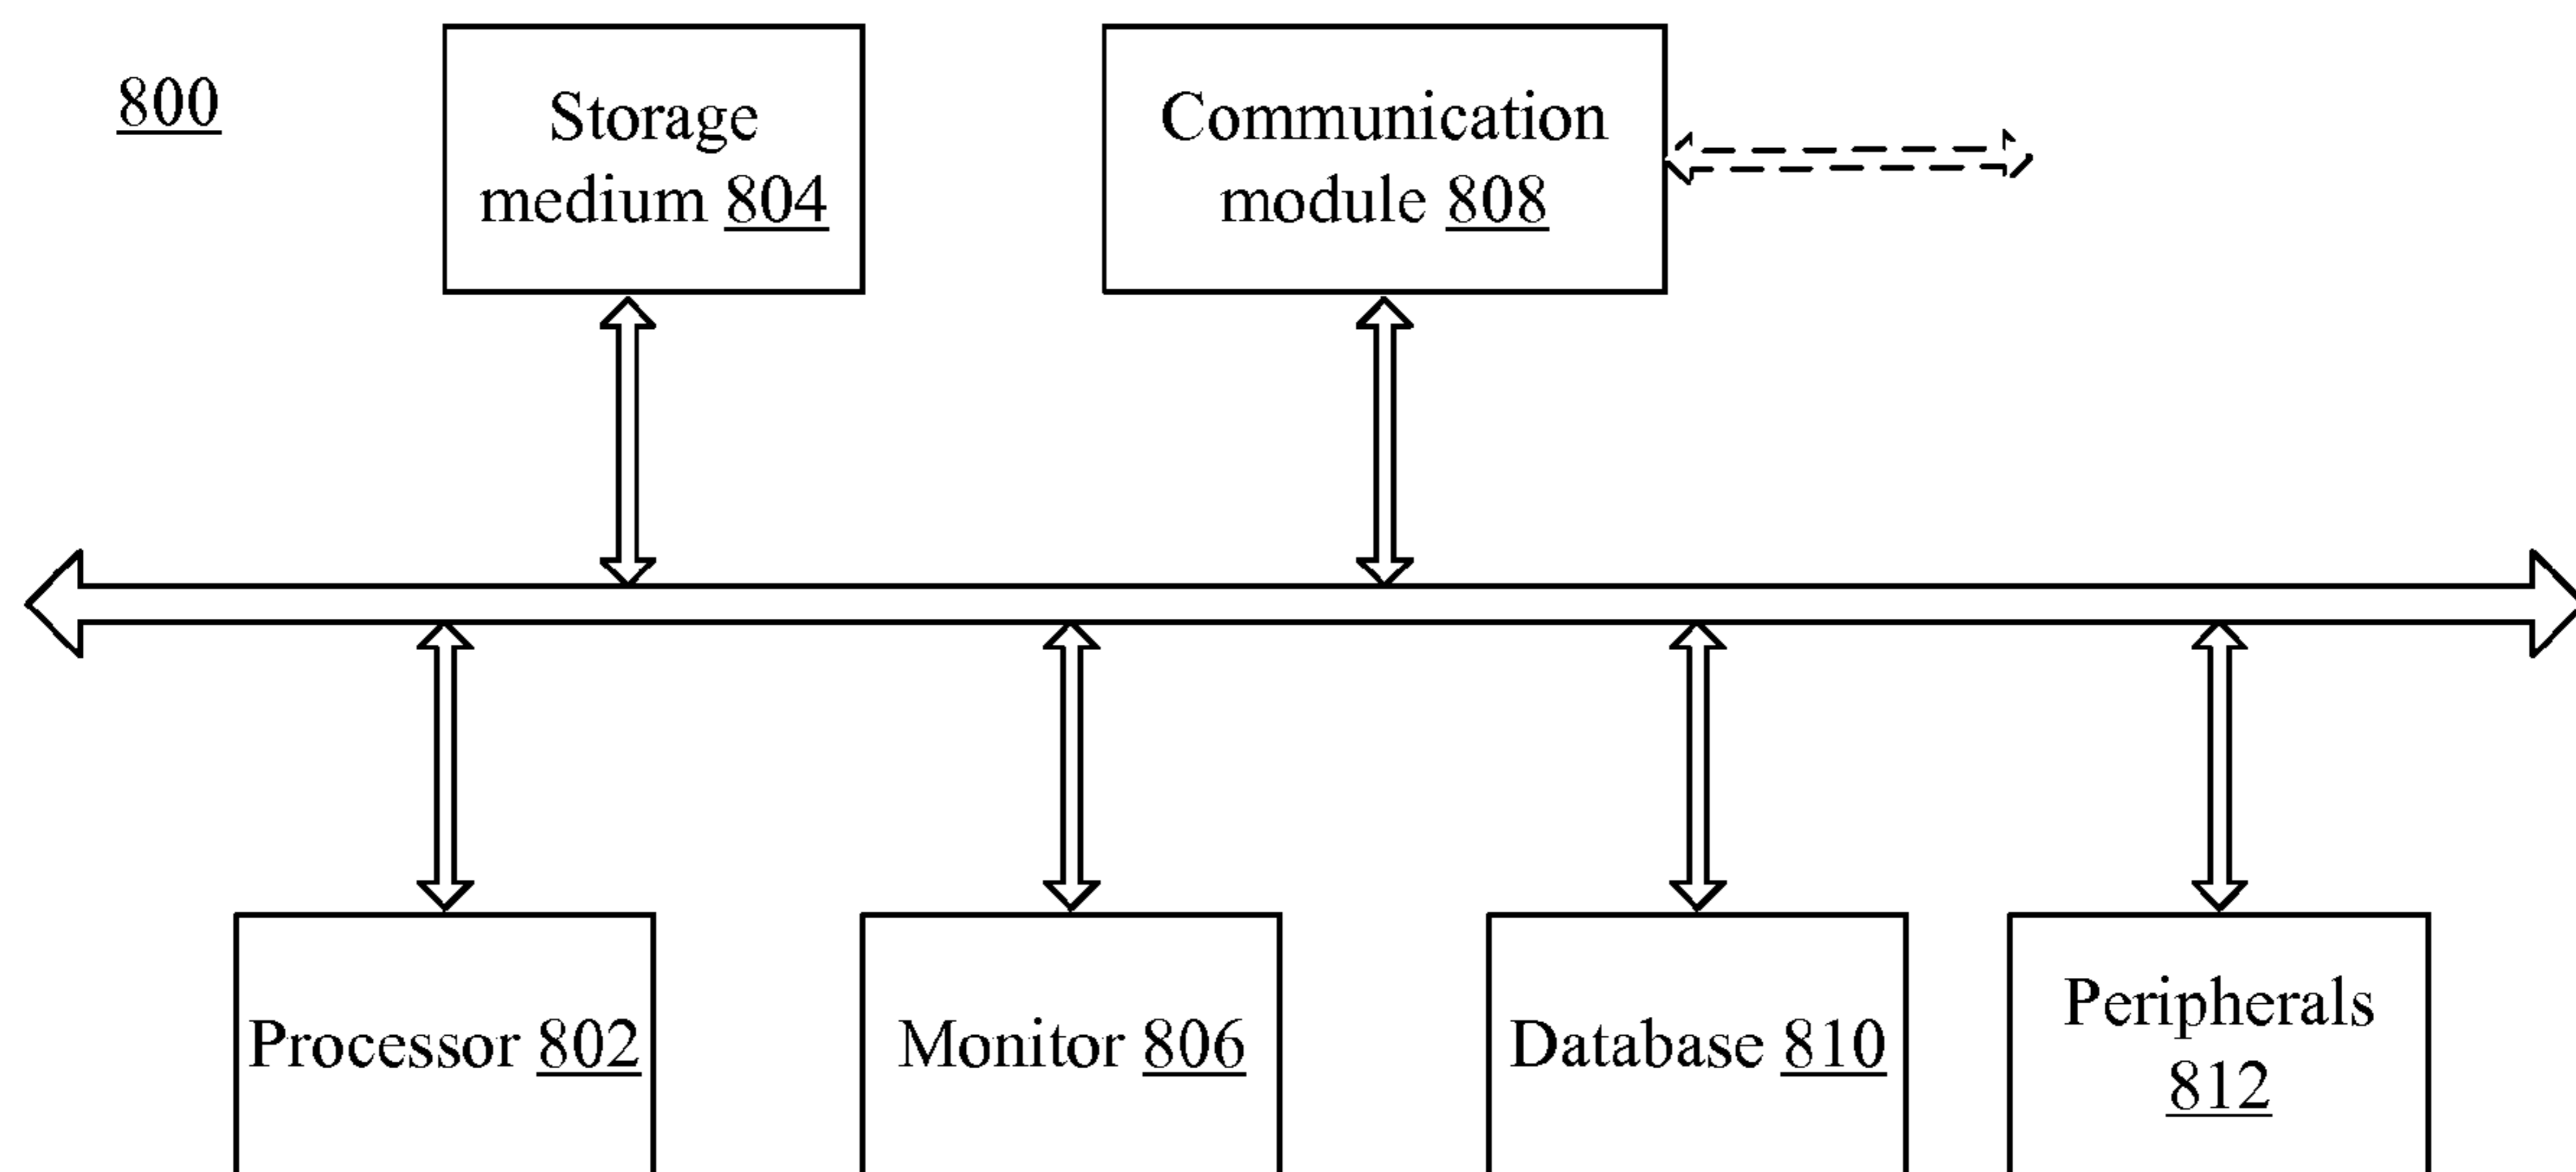 800
Storage
medium 804
Communication
module 808
Processor 802
Monitor 806
Database 810
Peripherals
812